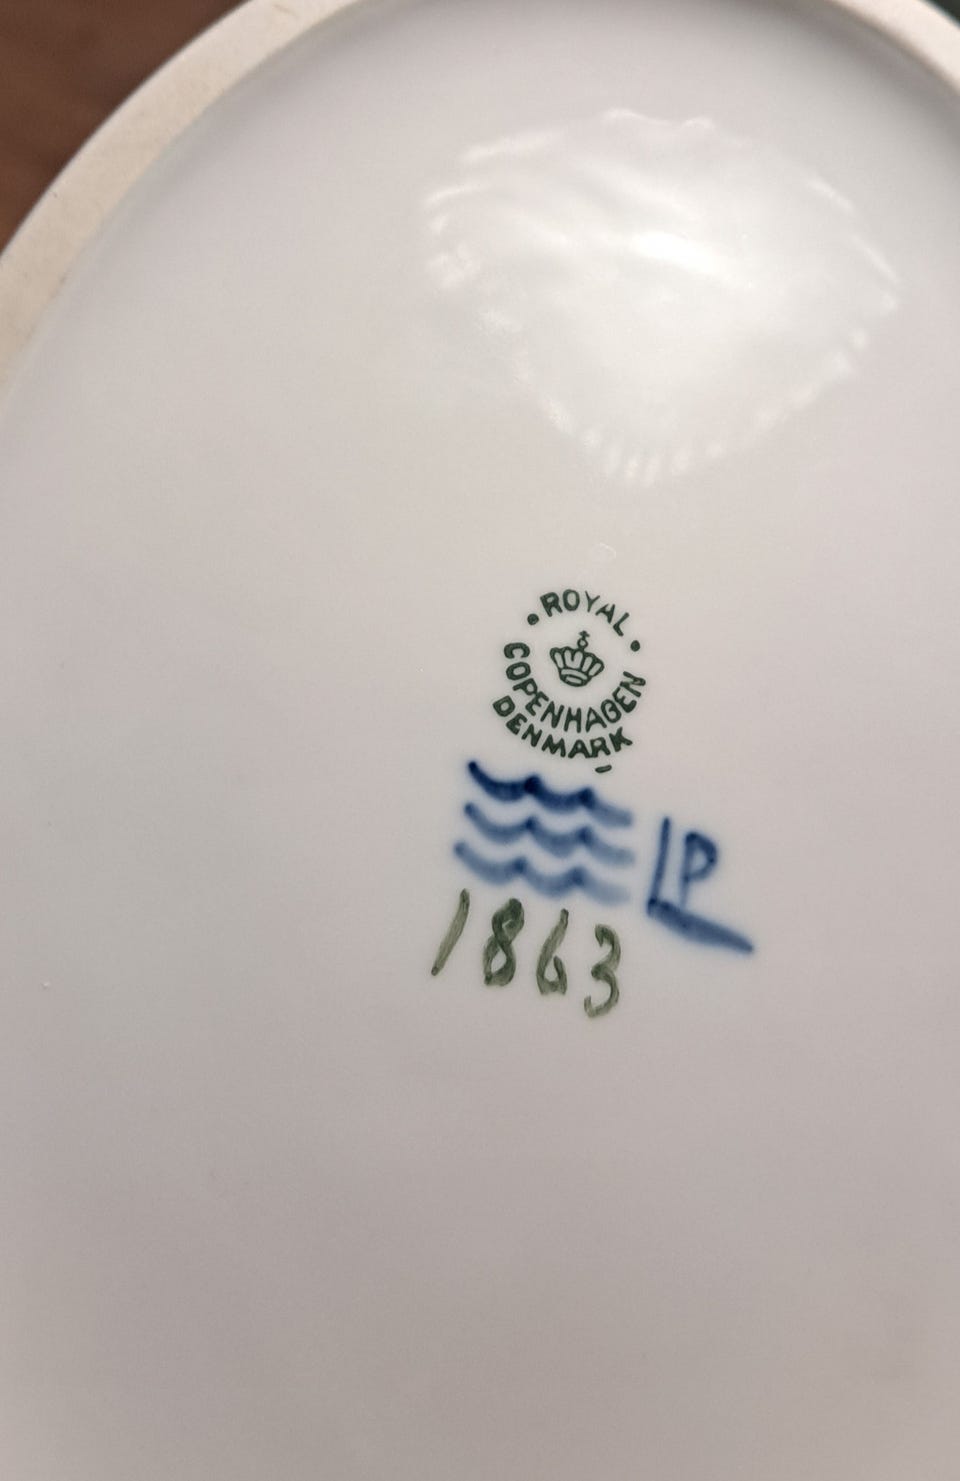 ROYAL
COPENHAGEN
DENMARK
LP
1863